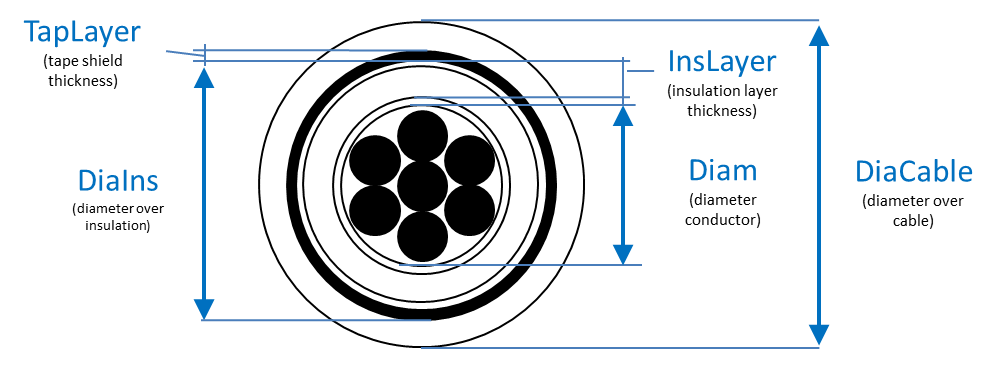 TapLayer
(tape shield
thickness)
InsLayer
(insulation layer
thickness)
DiaIns
(diameter over
insulation)
Diam
(diameter
conductor)
DiaCable
(diameter over
cable)